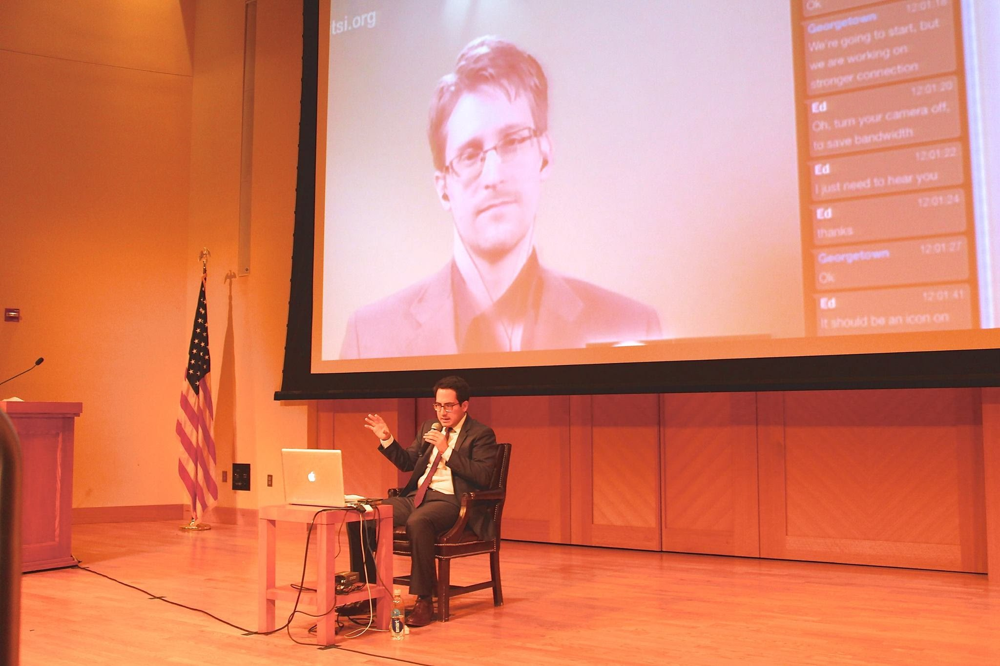 tsi.org
Ok
12:01:18
Georgetown
We're going to start, but
we are working on
stronger connection
12:01:20
Ed
Oh, turn your camera off,
to save bandwidth
12:01:22
Ed
I just need to hear you
12:01:24
Ed
thanks
Georgetown 12:01:27
Ok
12:01:41
Ed
It should be an icon on
smart